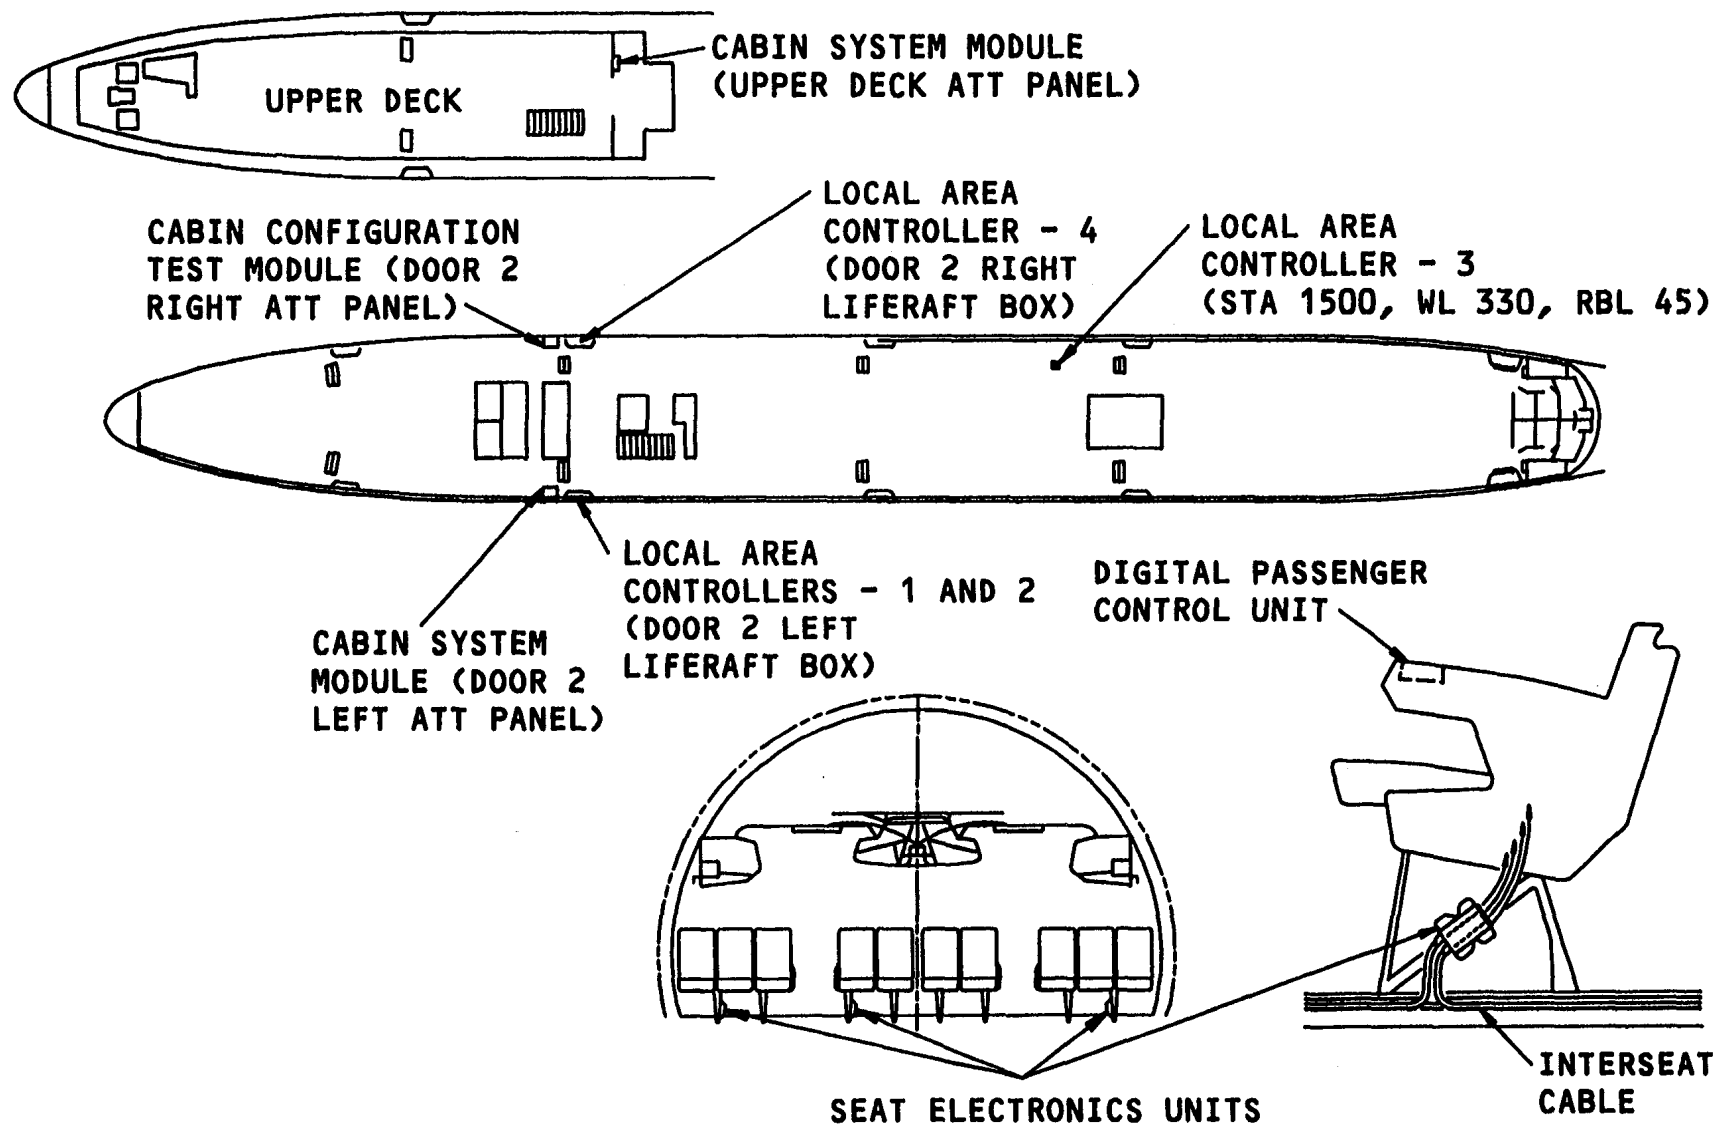 CABIN SYSTEM MODULE
(UPPER DECK ATT PANEL)
UPPER DECK
LOCAL AREA
CONTROLLER - 4
(DOOR 2 RIGHT
LIFERAFT BOX)
LOCAL AREA
CONTROLLER - 3
(STA 1500, WL 330, RBL 45)
CABIN CONFIGURATION
TEST MODULE (DOOR 2
RIGHT ATT PANEL)
LOCAL AREA
CONTROLLERS - 1 AND 2
(DOOR 2 LEFT
LIFERAFT BOX)
CABIN SYSTEM
MODULE (DOOR 2
LEFT ATT PANEL)
DIGITAL PASSENGER
CONTROL UNIT
INTERSEAT
CABLE
SEAT ELECTRONICS UNITS